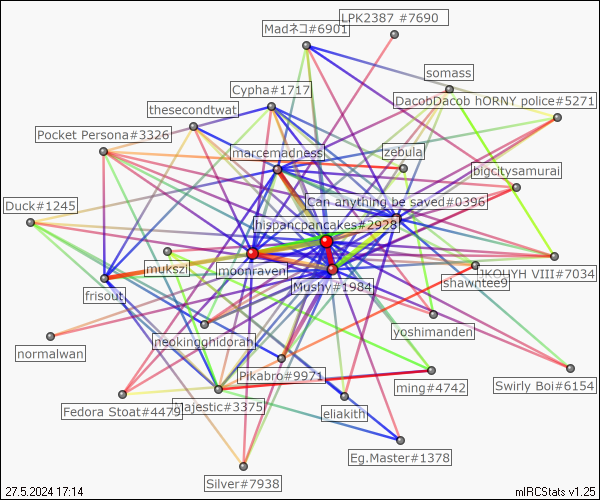 LPK2387 #7690
Madネコ#6901
somass
Cypha#1717
DacobDacob hORNY police#5271
thesecondtwat
Pocket Persona#3326
marcemadness
zebula
bigcitysamurai
Can anything be saved#0396
Duck#1245
hispancpancakes#2928
mukszi
moonraven
shawntee9
Mushy#1984
frisout
yoshimanden
neokingghidorah
normalwan
Pikabro#9971
ming#4742
Swirly Boi#6154
Fedora Stoat#4479
Majestic#3375
eliakith
Eg.Master#1378
Silver#7938
27.5.2024 17:14
mIRCStats v1.25